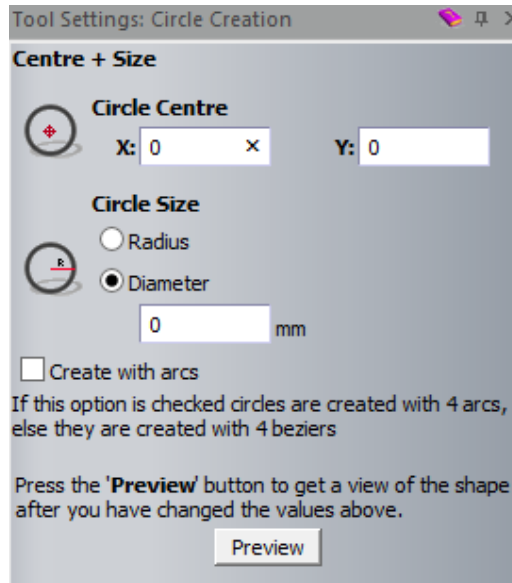 Tool Settings: Circle Creation
Centre + Size
Circle Centre
X: 0 Y: 0
Circle Size
Radius
R
Diameter
0 mm
Create with arcs
If this option is checked circles are created with 4 arcs,
else they are created with 4 beziers
Press the 'Preview' button to get a view of the shape
after you have changed the values above.
Preview